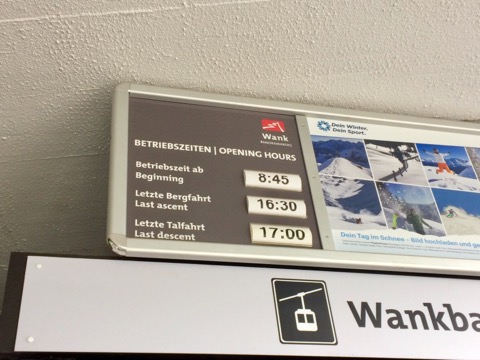 Wank
BETRIEBSZEITEN | OPENING HOURS
Betriebszeit ab
Beginning
8:45
Letzte Bergfahrt
Last ascent
16:30
Letzte Talfahrt
Last descent
17:00
Dein Winter.
Dein Sport.
Dein Tag im Schnee – Bild hochladen und
Wankba